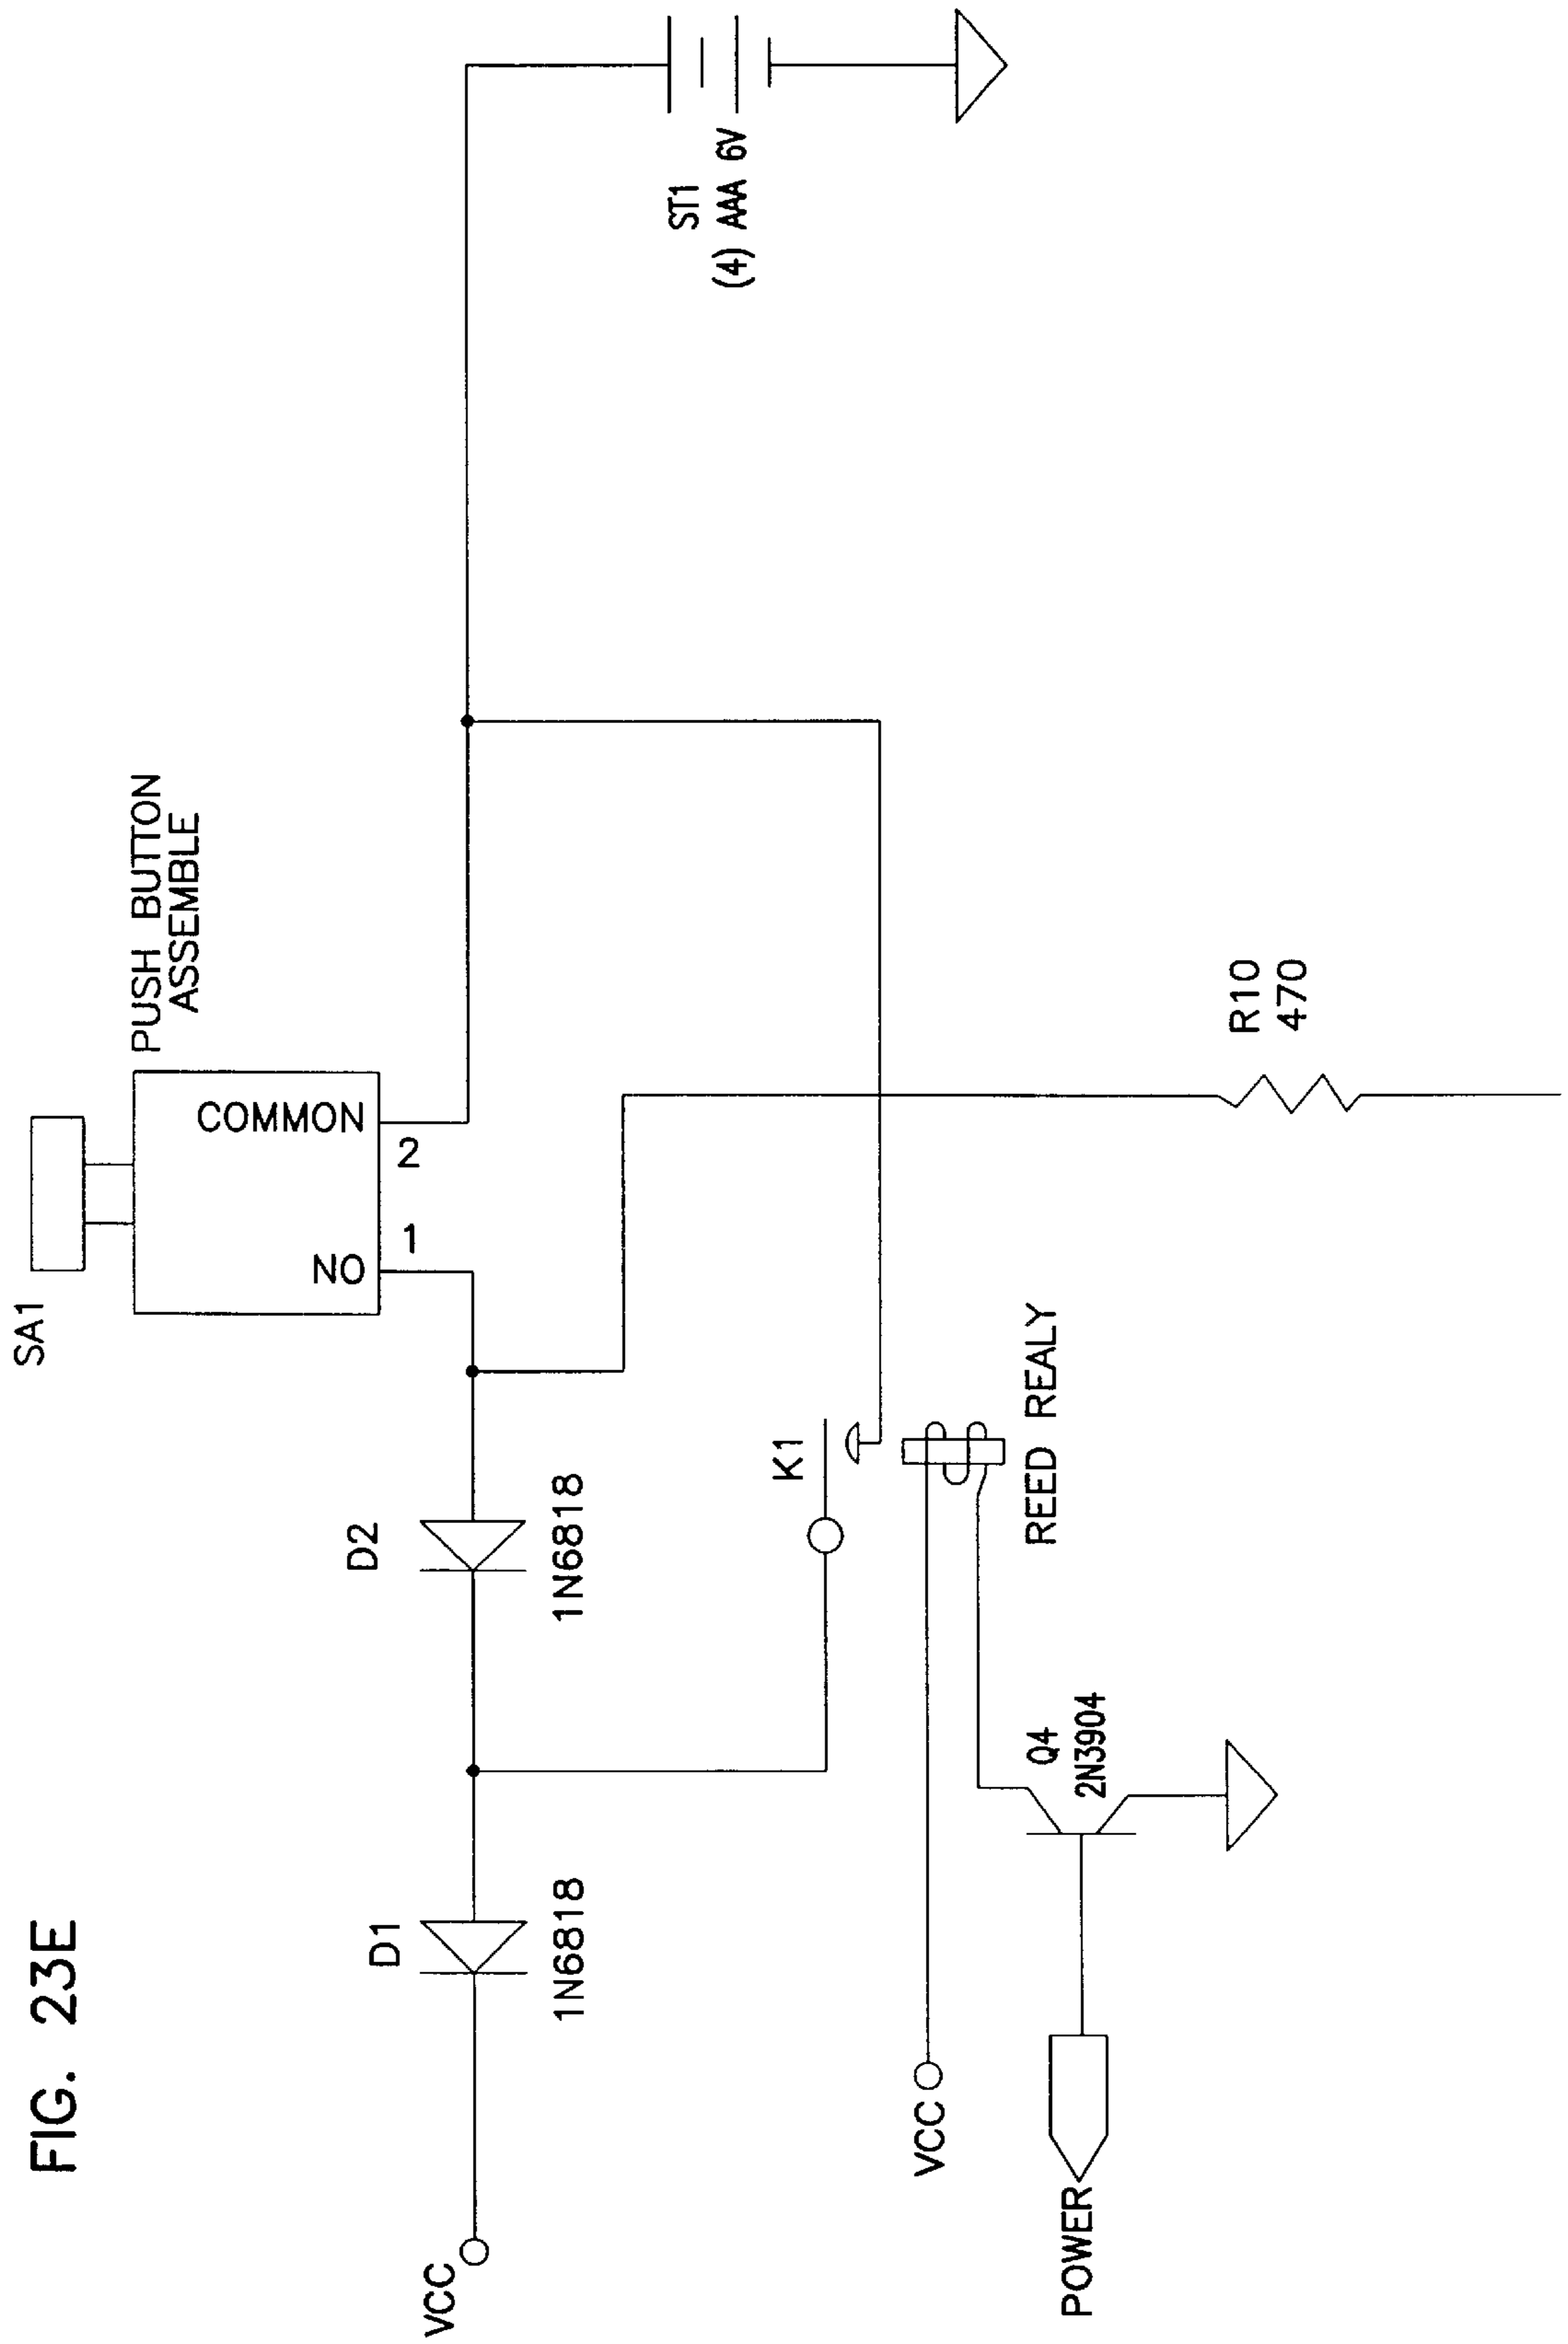 FIG. 23E
SA1
PUSH BUTTON
ASSEMBLE
NO
COMMON
1
2
D1
1N6818
D2
1N6818
VCC
ST1
(4) AAA 6V
K1
VCC
REED REALY
POWER
Q4
2N3904
R10
470